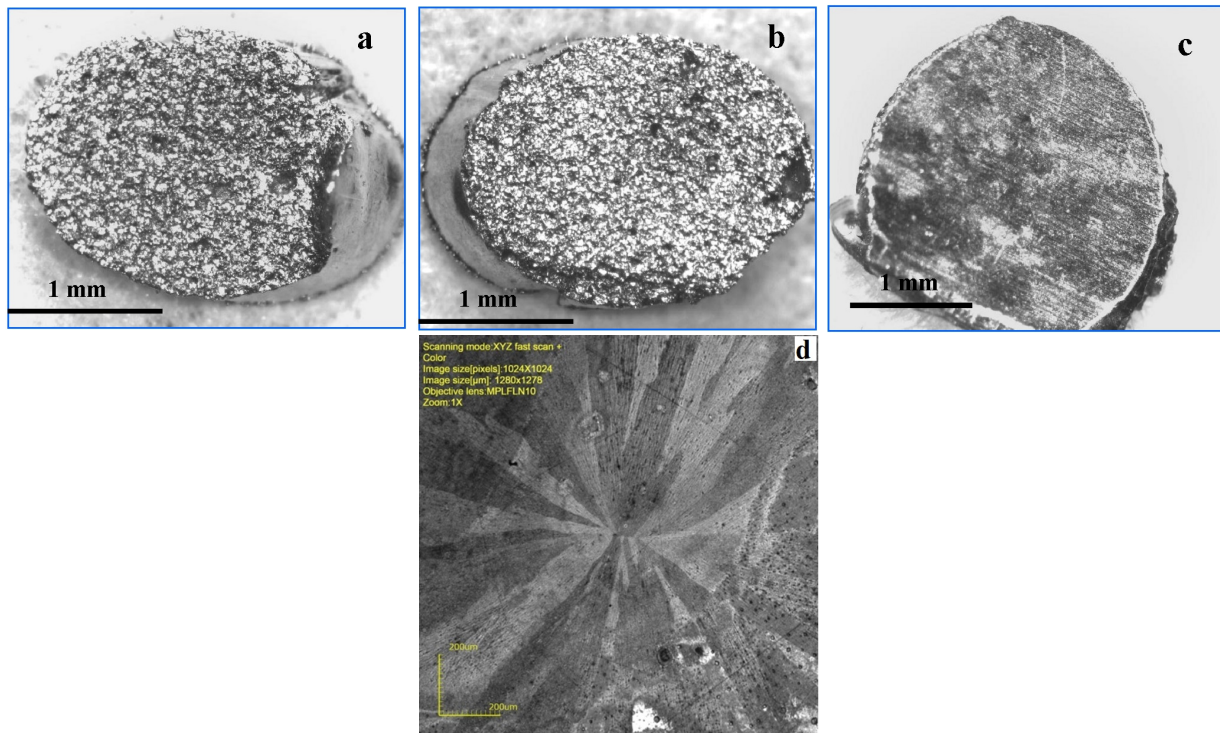 a
b
c
1 mm
1 mm
1 mm
d
Scanning mode:XYZ fast scan +
Color
Image size[pixels]:1024X1024
Image size[µm]: 1280x1278
Objective lens:MPLFLN10
Zoom:1X
200um
200um